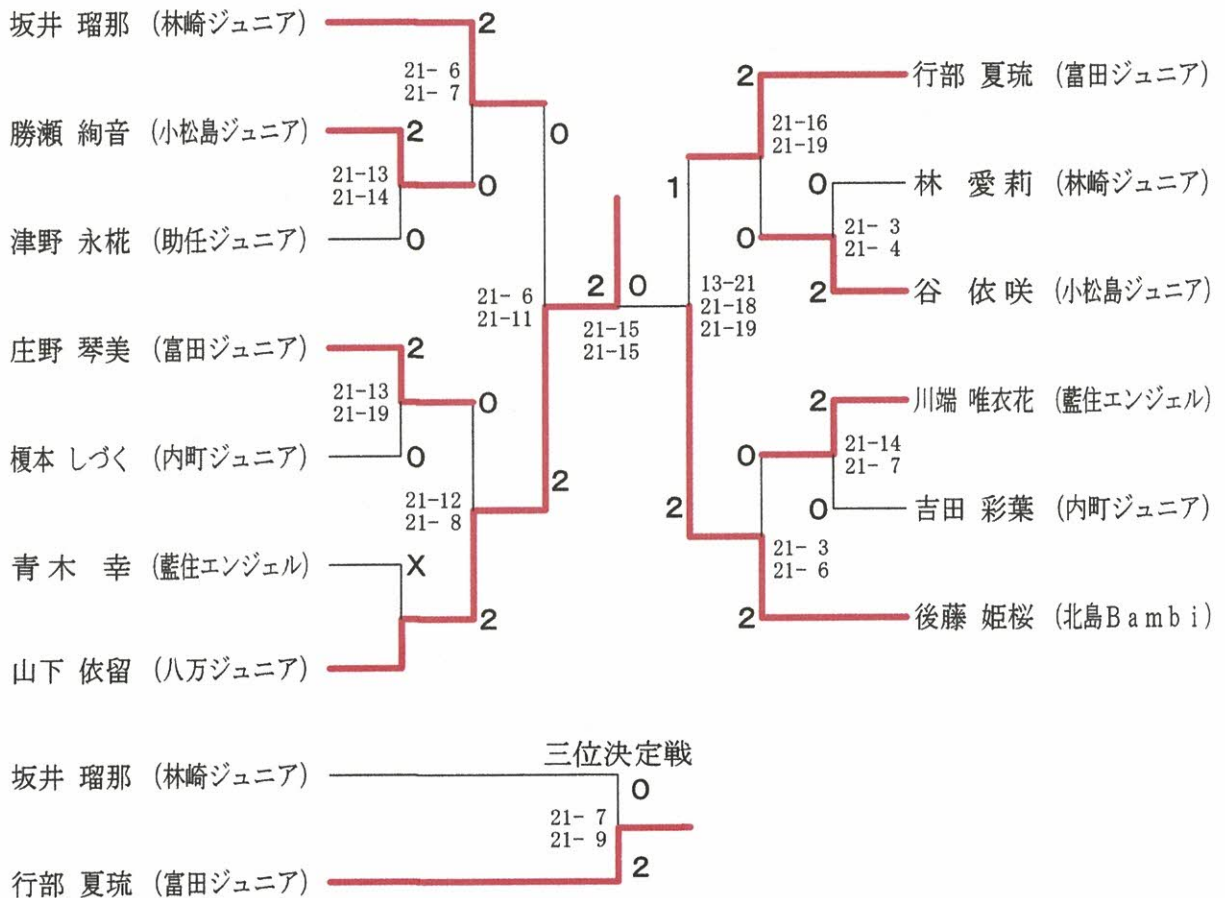 坂井 瑠那 (林崎ジュニア)
2
21- 6
21- 7
0
勝瀬 絢音 (小松島ジュニア)
2
21-13
21-14
0
津野 永椛 (助任ジュニア)
0
21- 6
21-11
庄野 琴美 (富田ジュニア)
2
21-13
21-19
0
榎本 しづく (内町ジュニア)
0
21-12
21- 8
2
青木 幸 (藍住エンジェル)
X
2
山下 依留 (八万ジュニア)
2 0
21-15
21-15
2
行部 夏琉 (富田ジュニア)
21-16
21-19
1
0
林 愛莉 (林崎ジュニア)
21- 3
21- 4
0
2
谷 依咲 (小松島ジュニア)
13-21
21-18
21-19
2
川端 唯衣花 (藍住エンジェル)
21-14
21- 7
0
0
吉田 彩葉 (内町ジュニア)
2
21- 3
21- 6
2
後藤 姫桜 (北島Bambi)
三位決定戦
坂井 瑠那 (林崎ジュニア)
0
21- 7
21- 9
2
行部 夏琉 (富田ジュニア)